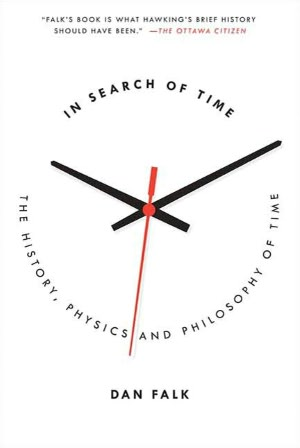 "FALK'S BOOK IS WHAT HAWKING'S BRIEF HISTORY
SHOULD HAVE BEEN." —THE OTTAWA CITIZEN
IN SEARCH OF TIME
THE HISTORY, PHYSICS AND PHILOSOPHY OF TIME
DAN FALK